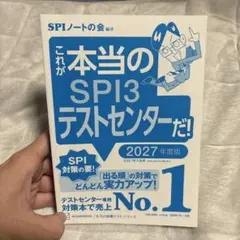 SPIノートの会 編著
これが
本当の
SPI3
テストセンターだ!
2027年度版
SPI
対策の要!
「出る順」の対策で
どんどん実力アップ!
テストセンター専用
対策本で売上
No.1